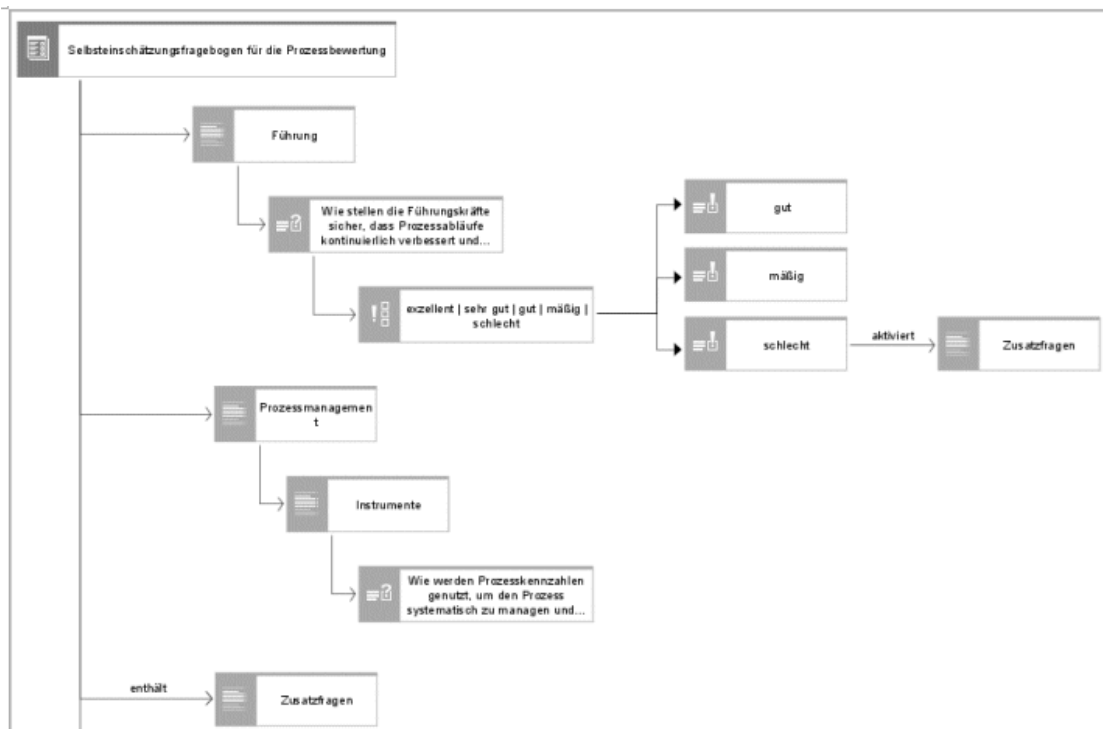 Selbsteinschätzungsfragebogen für die Prozessbewertung
Führung
Wie stellen die Führungskräfte
sicher, dass Prozessabläufe
kontinuierlich verbessert und...
gut
mäßig
exzellent | sehr gut | gut | mäßig |
schlecht
schlecht
aktiviert
Zusatzfragen
Prozessmanagemen
t
Instrumente
Wie werden Prozesskennzahlen
genutzt, um den Prozess
systematisch zu managen und...
enthält
Zusatzfragen